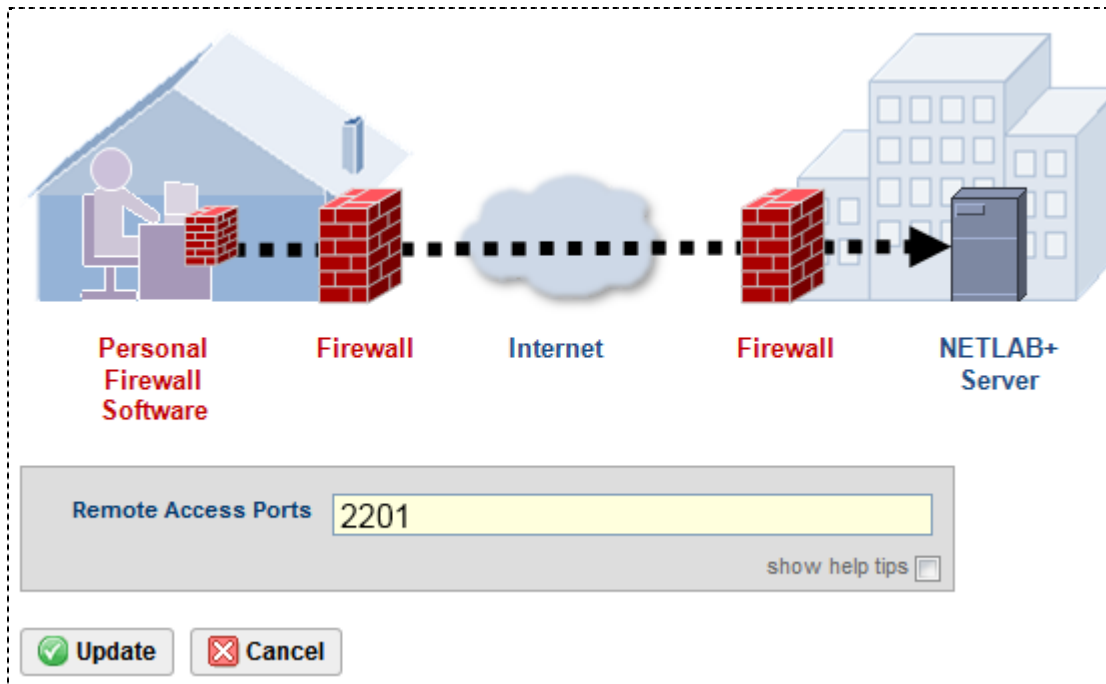 Personal Firewall Internet Firewall NETLAB+
Firewall Server
Software
Remote Access Ports 2201
show help tips
Update Cancel